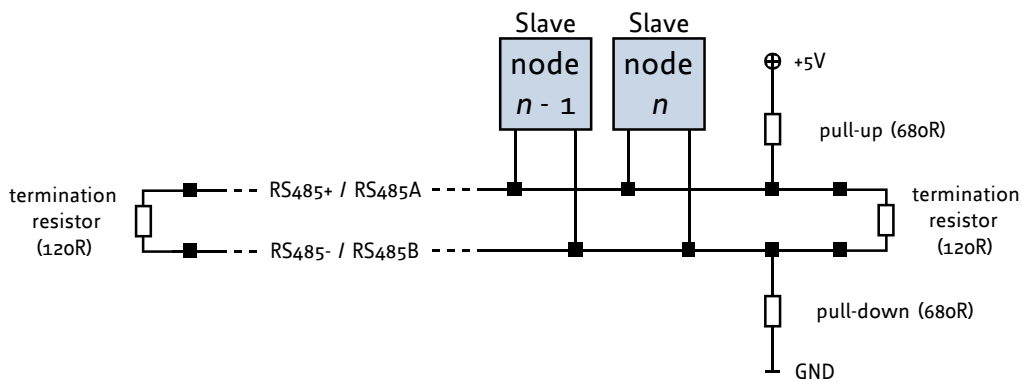 Slave
node
n - 1
Slave
node
n
+5V
pull-up (680R)
termination
resistor
(120R)
RS485+ / RS485A
RS485- / RS485B
termination
resistor
(120R)
pull-down (680R)
GND